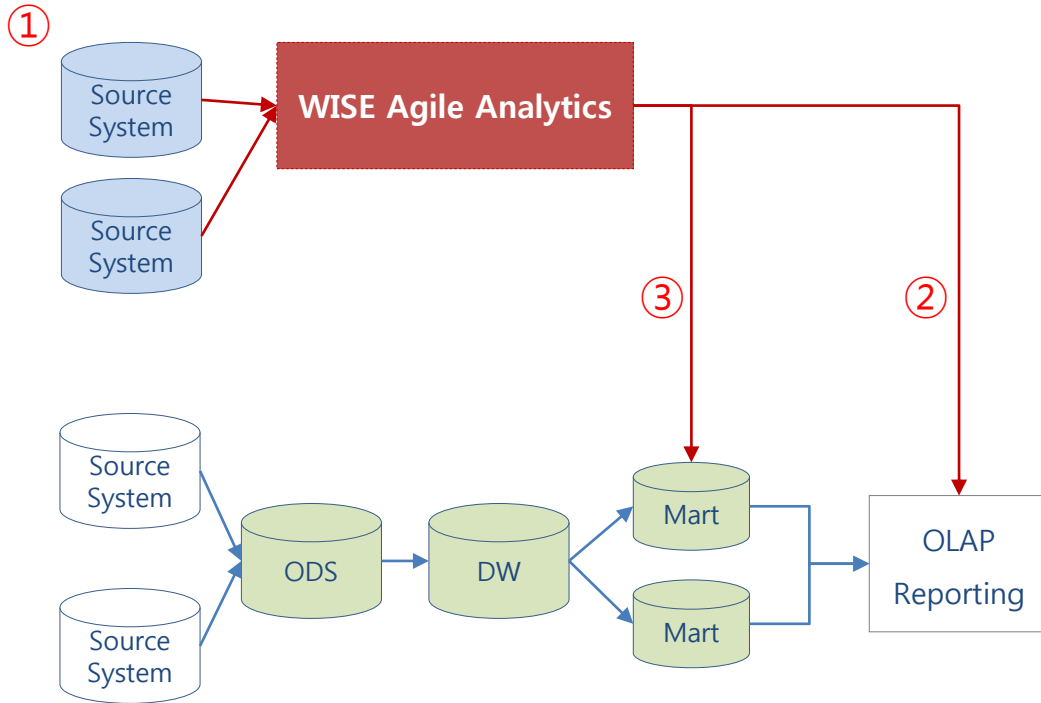 ①
Source
System
WISE Agile Analytics
Source
System
③
②
Source
System
Mart
ODS
DW
OLAP
Reporting
Mart
Source
System